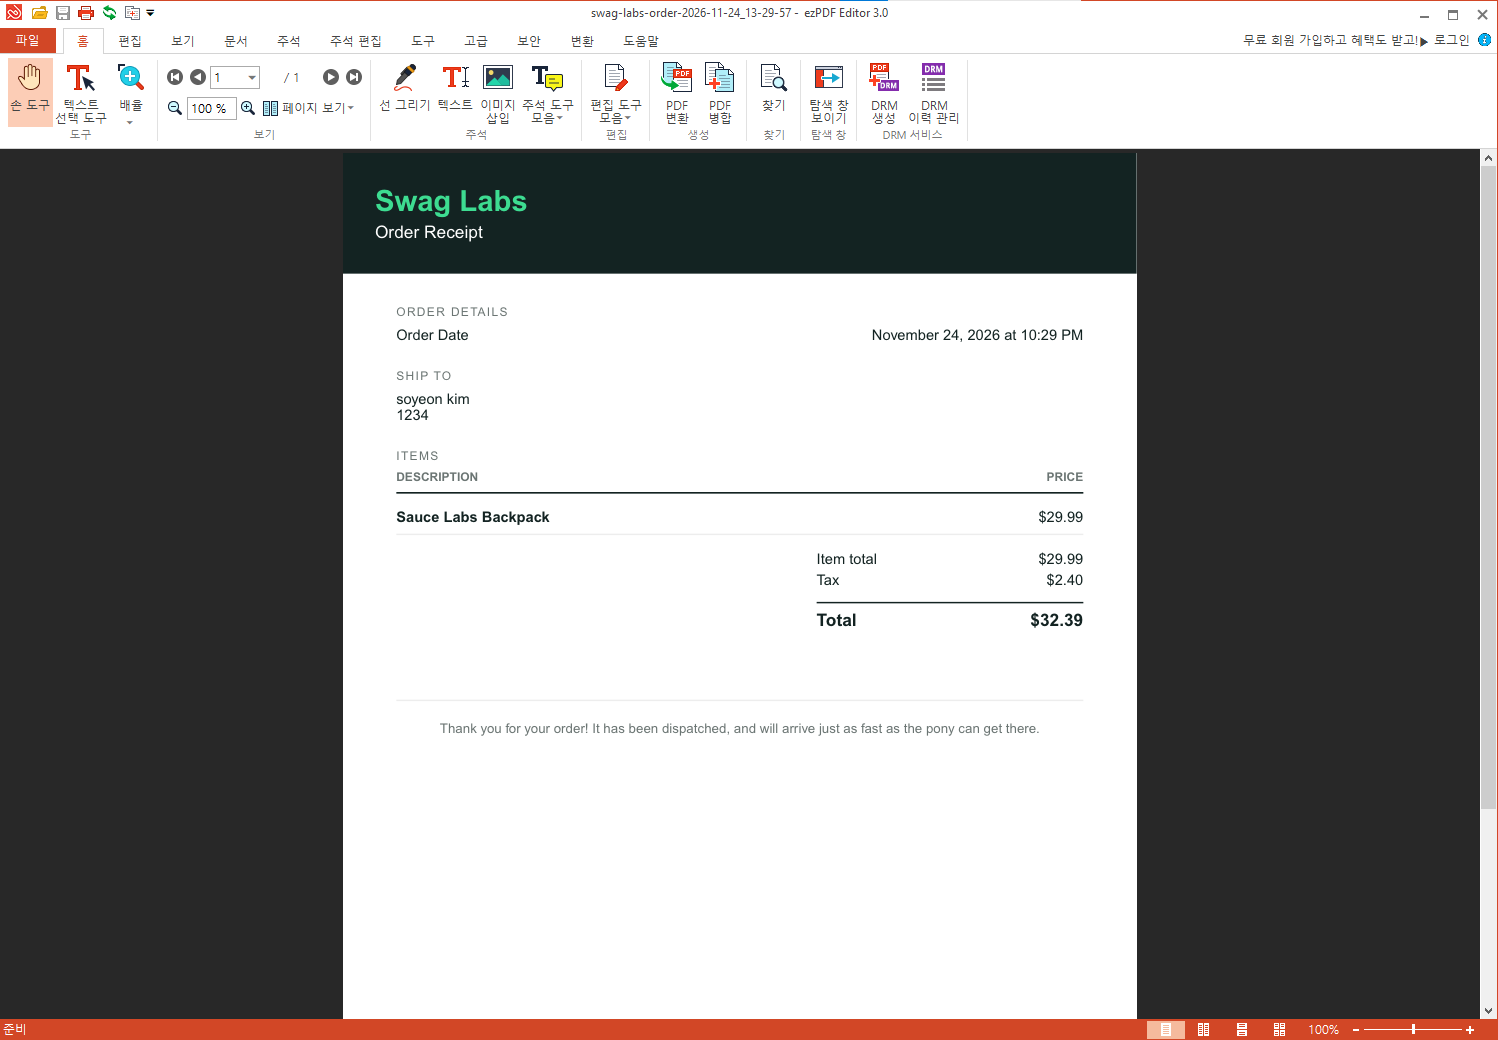 swag-labs-order-2026-11-24_13-29-57 - ezPDF Editor 3.0
파일 홈 편집 보기 문서 주석 주석 편집 도구 고급 보안 변환 도움말 무료 회원 가입하고 혜택도 받고!▶ 로그인
1 / 1
100 % 페이지 보기
손 도구 텍스트 선택 도구 배율 선 그리기 텍스트 이미지 삽입 주석 도구 모음 편집 도구 모음 PDF 변환 PDF 병합 찾기 탐색 창 보이기 DRM 생성 DRM 이력 관리
도구 보기 주석 편집 생성 찾기 탐색 창 DRM 서비스
Swag Labs
Order Receipt
ORDER DETAILS
Order Date November 24, 2026 at 10:29 PM
SHIP TO
soyeon kim
1234
ITEMS
DESCRIPTION PRICE
Sauce Labs Backpack $29.99
Item total $29.99
Tax $2.40
Total $32.39
Thank you for your order! It has been dispatched, and will arrive just as fast as the pony can get there.
준비 100%